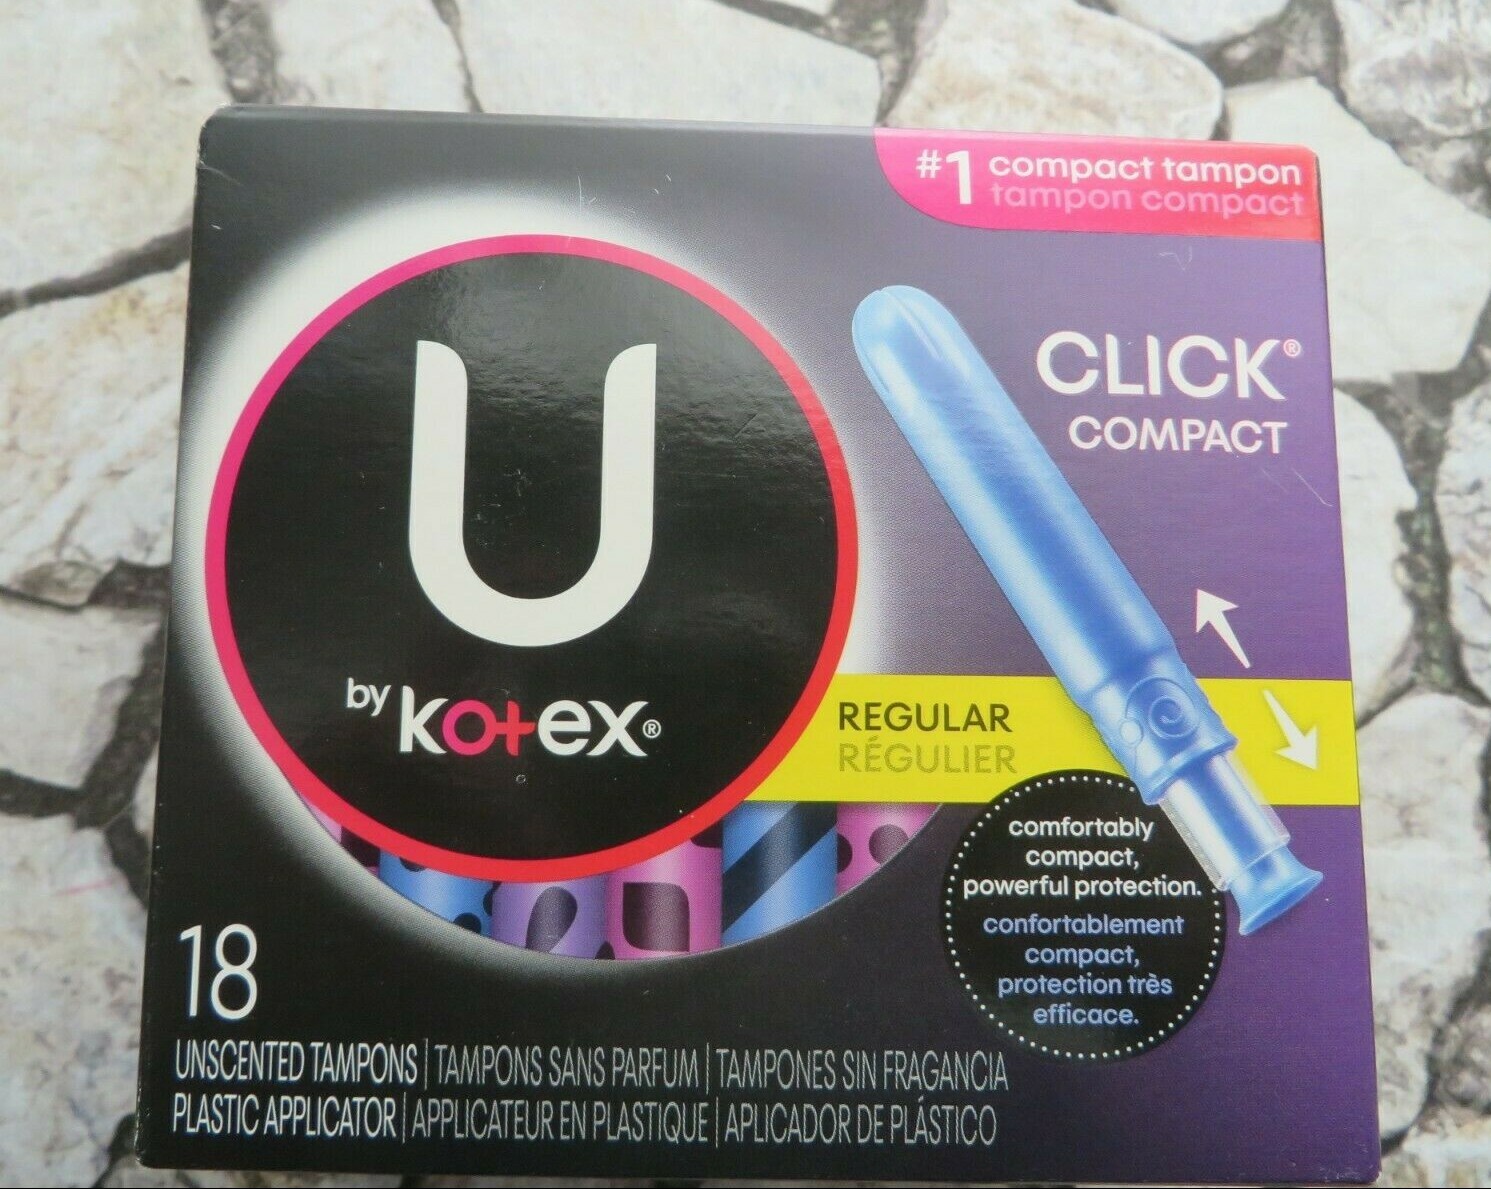 #1 compact tampon
tampon compact
CLICK®
COMPACT
U
by kotex®
REGULAR
RÉGULIER
comfortably
compact,
powerful protection.
confortablement
compact,
protection très
efficace.
18
UNSCENTED TAMPONS | TAMPONS SANS PARFUM | TAMPONES SIN FRAGANCIA
PLASTIC APPLICATOR | APPLICATEUR EN PLASTIQUE | APLICADOR DE PLÁSTICO